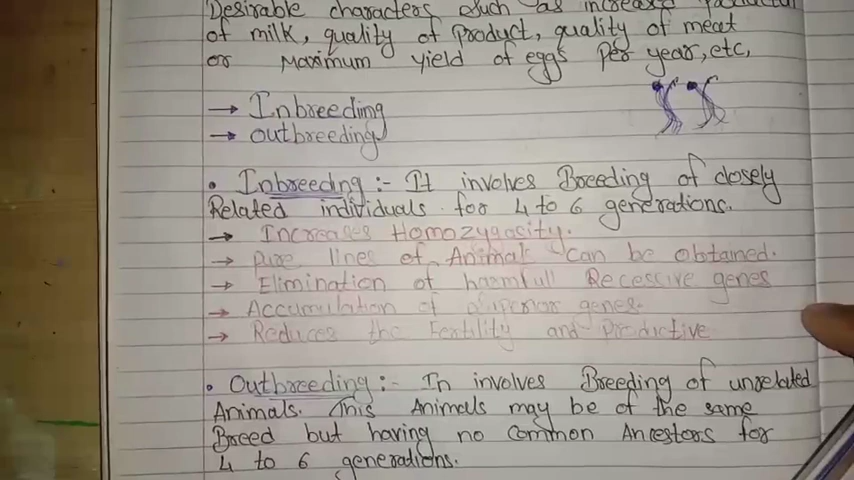 Desirable characters such as increased
of milk, quality of Product, quality of meat
or Maximum yield of eggs Per year, etc,
→ Inbreeding
→ outbreeding
• Inbreeding :- It involves Breeding of closely
Related individuals for 4 to 6 generations.
→ Increases Homozygosity.
→ Pure lines of Animals can be obtained.
→ Elimination of harmfull Recessive genes
→ Accumulation of superior genes.
→ Reduces the Fertility and Predictive
• Outbreeding :- In involves Breeding of unrelated
Animals. This Animals may be of the same
Breed but having no common Ancestors for
4 to 6 generations.